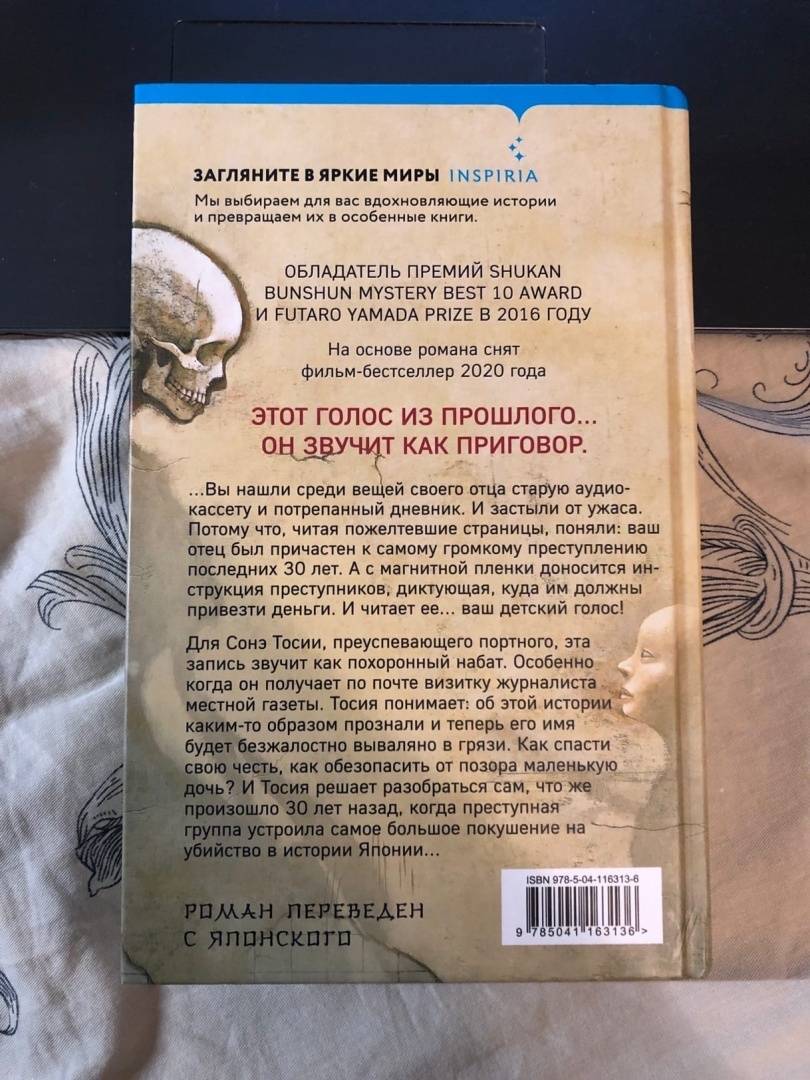 ЗАГЛЯНИТЕ В ЯРКИЕ МИРЫ INSPIRIA
Мы выбираем для вас вдохновляющие истории
и превращаем их в особенные книги.
ОБЛАДАТЕЛЬ ПРЕМИЙ SHUKAN
BUNSHUN MYSTERY BEST 10 AWARD
И FUTARO YAMADA PRIZE В 2016 ГОДУ
На основе романа снят
фильм-бестселлер 2020 года
ЭТОТ ГОЛОС ИЗ ПРОШЛОГО...
ОН ЗВУЧИТ КАК ПРИГОВОР.
...Вы нашли среди вещей своего отца старую аудио-
кассету и потрепанный дневник. И застыли от ужаса.
Потому что, читая пожелтевшие страницы, поняли: ваш
отец был причастен к самому громкому преступлению
последних 30 лет. А с магнитной пленки доносится ин-
струкция преступников, диктующая, куда им должны
привезти деньги. И читает ее... ваш детский голос!
Для Сонэ Тосии, преуспевающего портного, эта
запись звучит как похоронный набат. Особенно
когда он получает по почте визитку журналиста
местной газеты. Тосия понимает: об этой истории
каким-то образом прознали и теперь его имя
будет безжалостно вываляно в грязи. Как спасти
свою честь, как обезопасить от позора маленькую
дочь? И Тосия решает разобраться сам, что же
произошло 30 лет назад, когда преступная
группа устроила самое большое покушение на
убийство в истории Японии...
ISBN 978-5-04-116313-6
9 785041 163136 >
РОМАН ПЕРЕВЕДЕН
С ЯПОНСКОГО